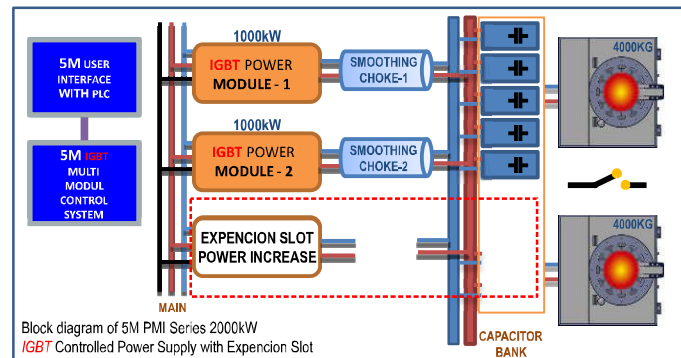 5M USER
INTERFACE
WITH PLC
5M IGBT
MULTI
MODUL
CONTROL
SYSTEM
1000kW
IGBT POWER
MODULE - 1
SMOOTHING
CHOKE-1
1000kW
IGBT POWER
MODULE - 2
SMOOTHING
CHOKE-2
EXPENCION SLOT
POWER INCREASE
MAIN
CAPACITOR
BANK
4000KG
4000KG
Block diagram of 5M PMI Series 2000kW
IGBT Controlled Power Supply with Expencion Slot